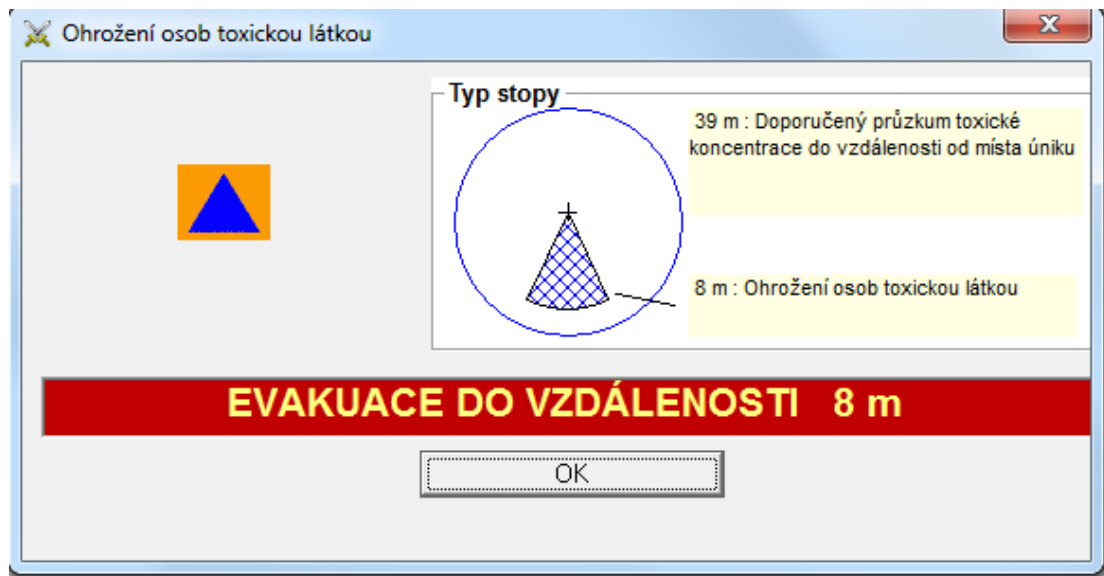 Ohrožení osob toxickou látkou
Typ stopy
39 m : Doporučený průzkum toxické
koncentrace do vzdálenosti od místa úniku
8 m : Ohrožení osob toxickou látkou
EVAKUACE DO VZDÁLENOSTI 8 m
OK